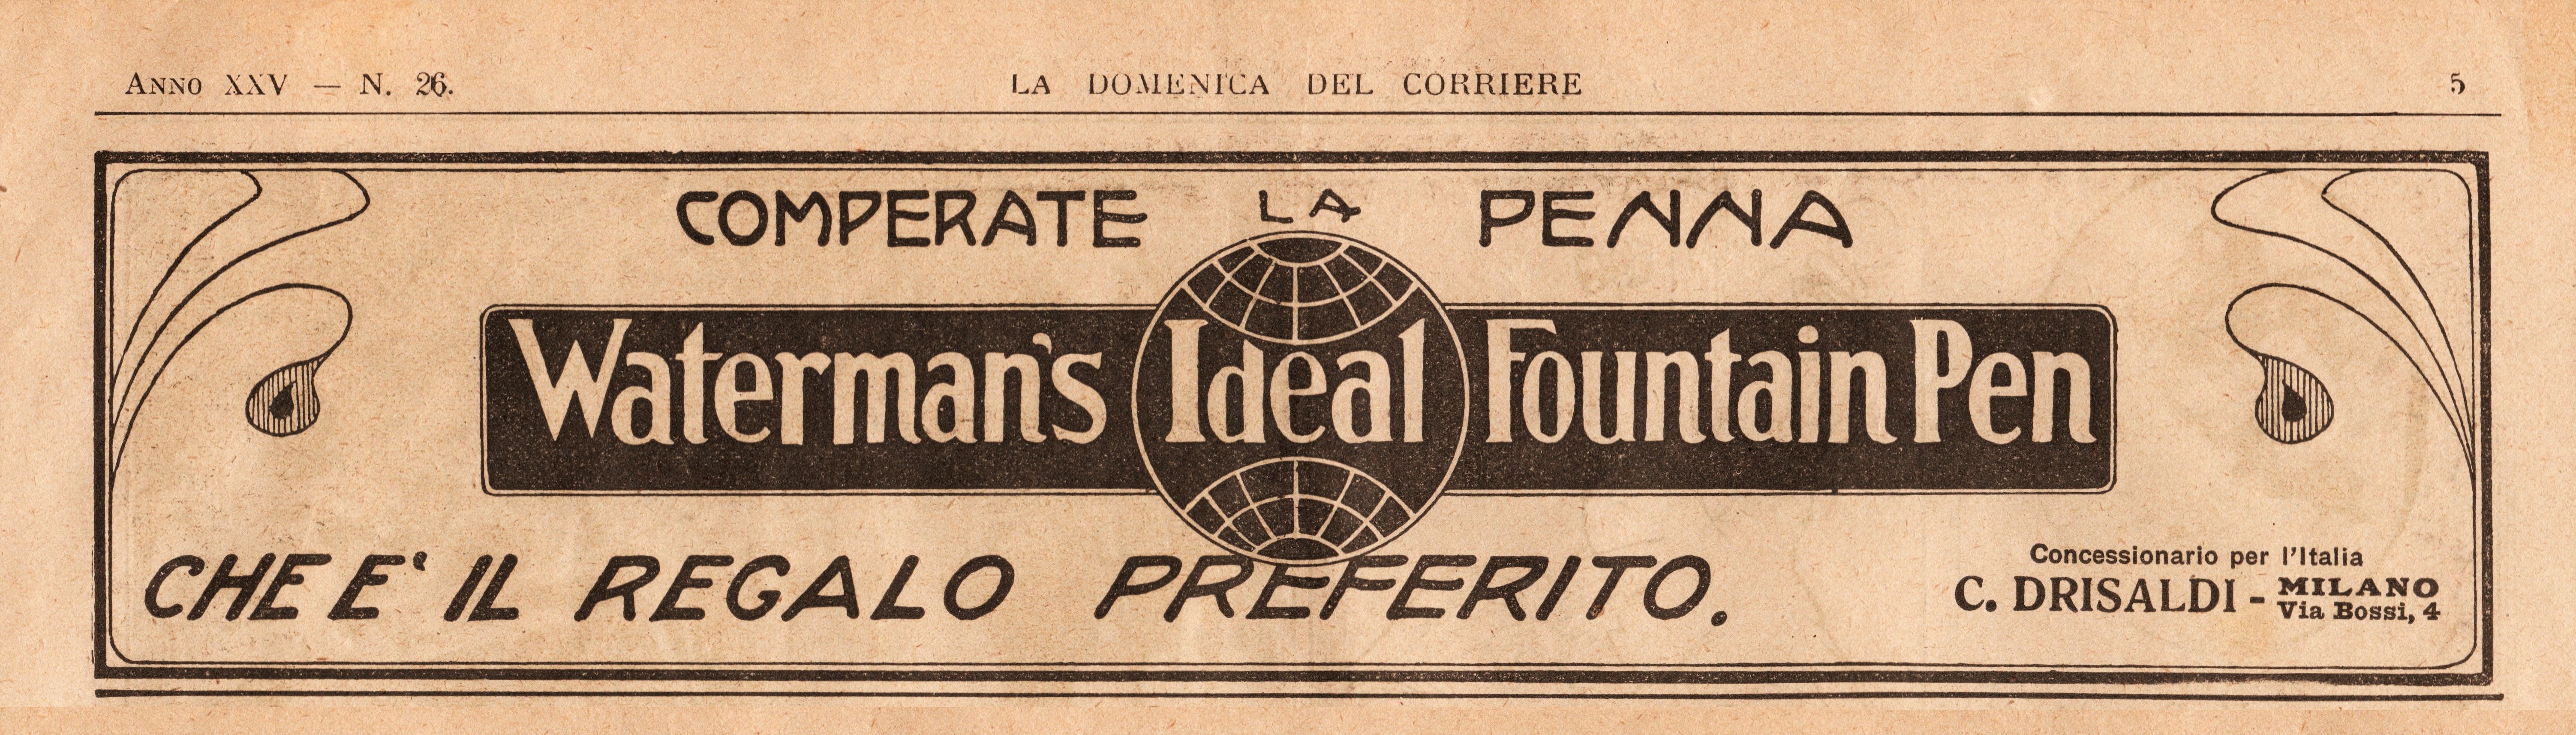 ANNO XXV — N. 26. LA DOMENICA DEL CORRIERE 5
COMPERATE LA PENNA
Waterman's Ideal Fountain Pen
CHE E' IL REGALO PREFERITO.
Concessionario per l'Italia
C. DRISALDI - MILANO
Via Bossi, 4